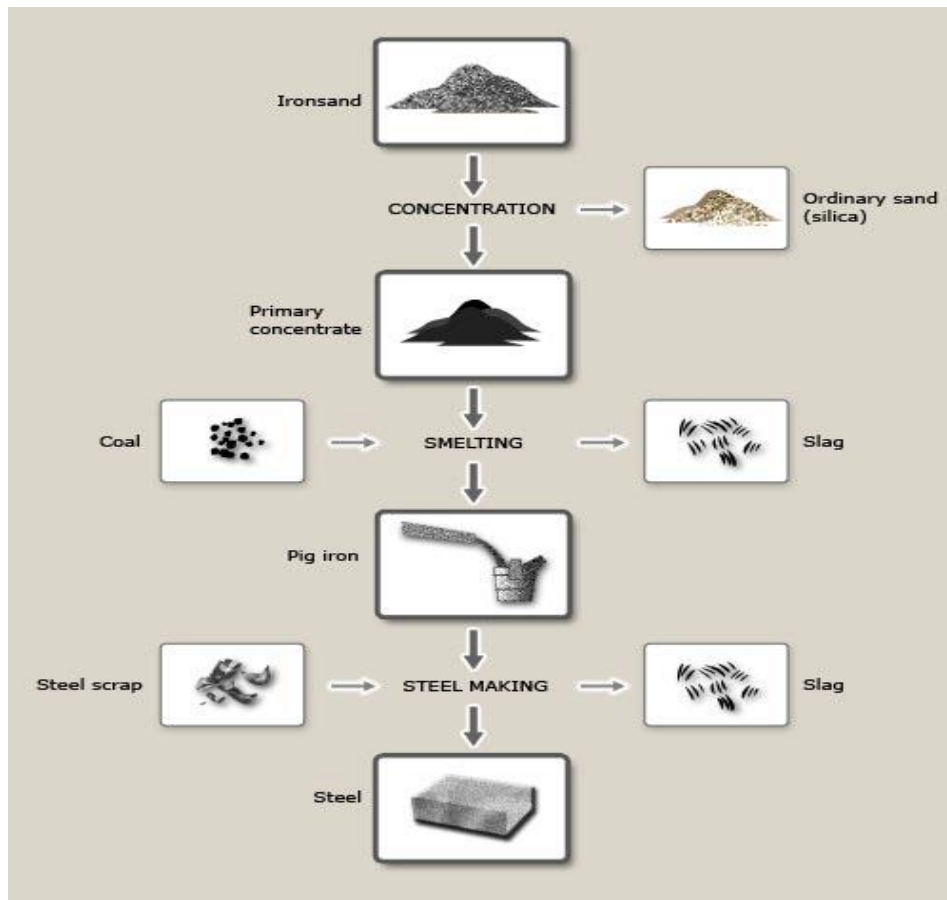 Ironsand
CONCENTRATION
Ordinary sand
(silica)
Primary
concentrate
Coal
SMELTING
Slag
Pig iron
Steel scrap
STEEL MAKING
Slag
Steel